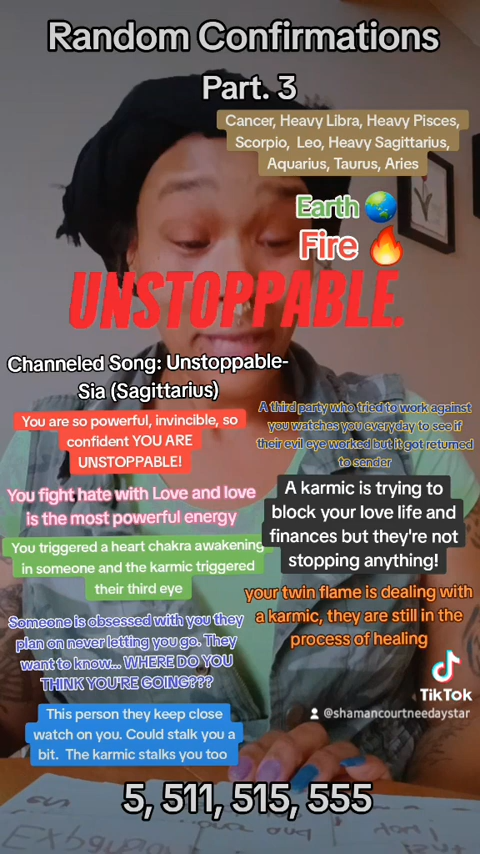 Random Confirmations
Part. 3
Cancer, Heavy Libra, Heavy Pisces,
Scorpio, Leo, Heavy Sagittarius,
Aquarius, Taurus, Aries
Earth 🌏
Fire 🔥
UNSTOPPABLE.
Channeled Song: Unstoppable-
Sia (Sagittarius)
You are so powerful, invincible, so
confident YOU ARE
UNSTOPPABLE!
You fight hate with Love and love
is the most powerful energy
You triggered a heart chakra awakening
in someone and the karmic triggered
their third eye
Someone is obsessed with you they
plan on never letting you go. They
want to know... WHERE DO YOU
THINK YOU'RE GOING???
This person they keep close
watch on you. Could stalk you a
bit. The karmic stalks you too
A third party who tried to work against
you watches you everyday to see if
their evil eye worked but it got returned
to sender
A karmic is trying to
block your love life and
finances but they're not
stopping anything!
your twin flame is dealing with
a karmic, they are still in the
process of healing
TikTok
@shamancourtneedaystar
5, 511, 515, 555